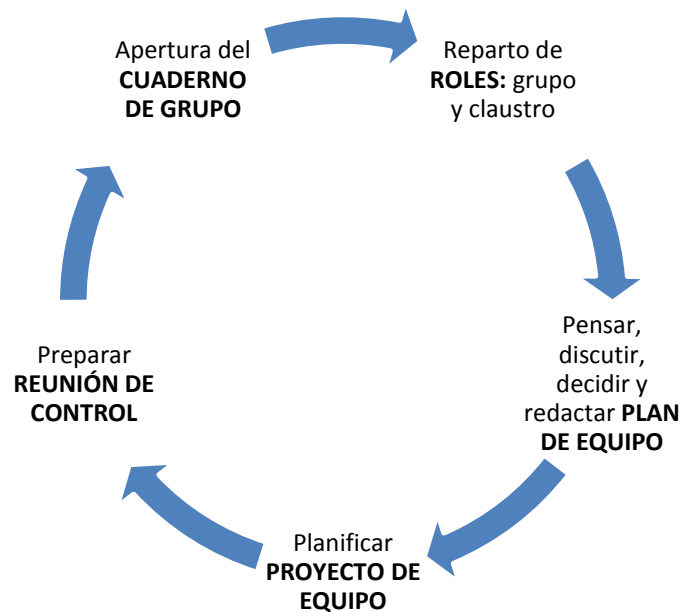 Apertura del
CUADERNO
DE GRUPO
Reparto de
ROLES: grupo
y claustro
Pensar,
discutir,
decidir y
redactar PLAN
DE EQUIPO
Planificar
PROYECTO DE
EQUIPO
Preparar
REUNIÓN DE
CONTROL